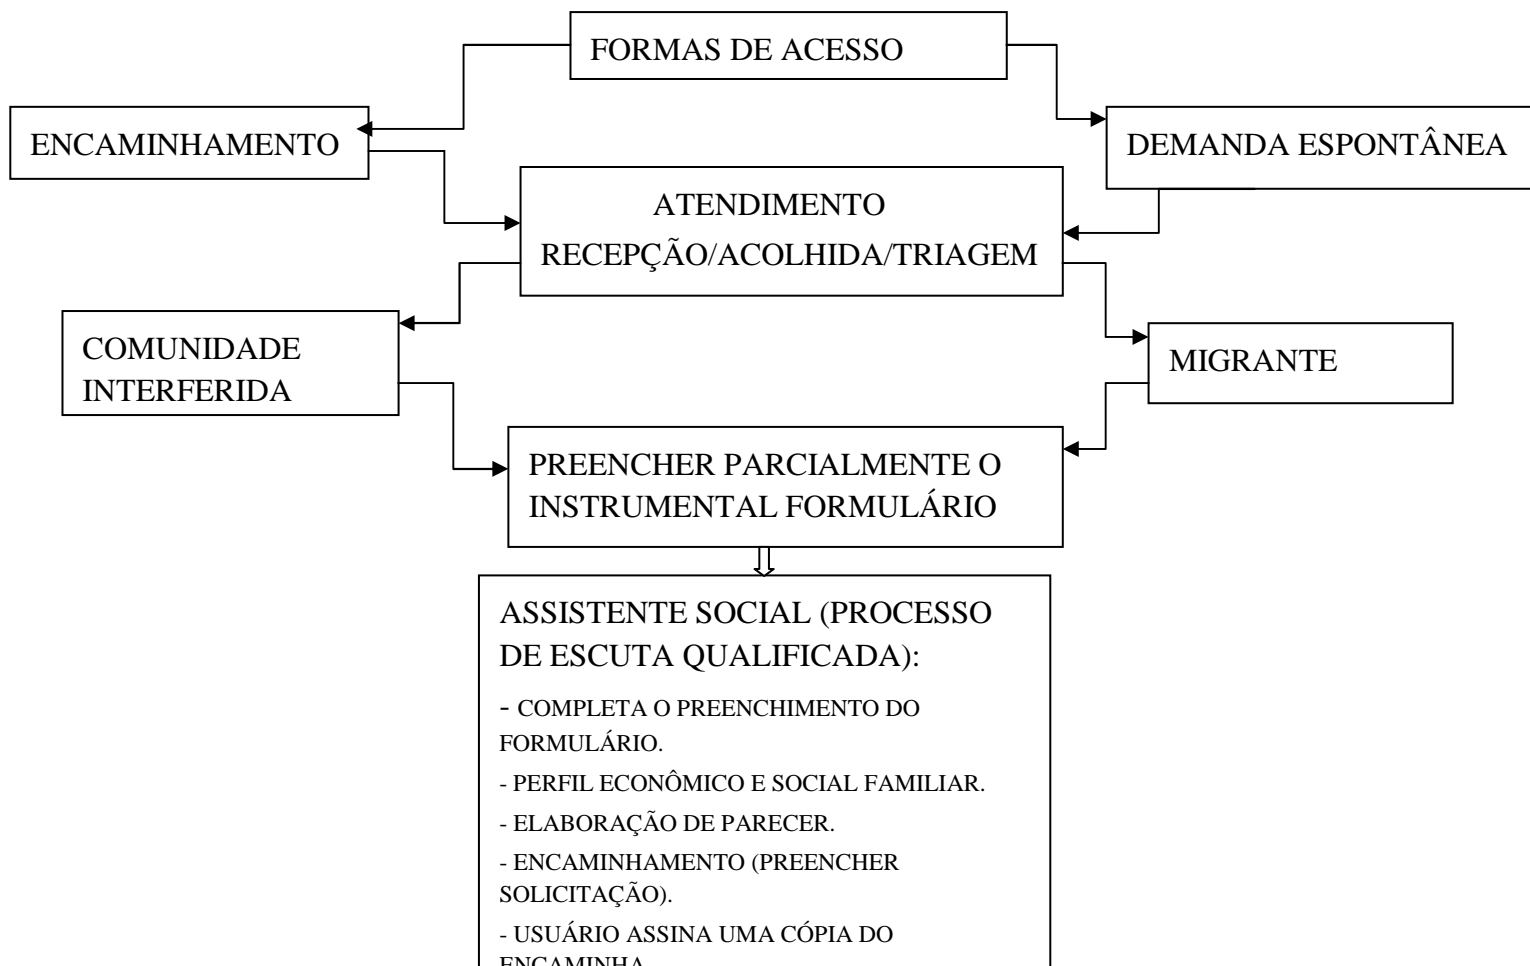 FORMAS DE ACESSO
ENCAMINHAMENTO
DEMANDA ESPONTÂNEA
ATENDIMENTO
RECEPÇÃO/ACOLHIDA/TRIAGEM
COMUNIDADE
INTERFERIDA
MIGRANTE
PREENCHER PARCIALMENTE O
INSTRUMENTAL FORMULÁRIO
ASSISTENTE SOCIAL (PROCESSO
DE ESCUTA QUALIFICADA):
- COMPLETA O PREENCHIMENTO DO
FORMULÁRIO.
- PERFIL ECONÔMICO E SOCIAL FAMILIAR.
- ELABORAÇÃO DE PARECER.
- ENCAMINHAMENTO (PREENCHER
SOLICITAÇÃO).
- USUÁRIO ASSINA UMA CÓPIA DO
ENCAMINHA